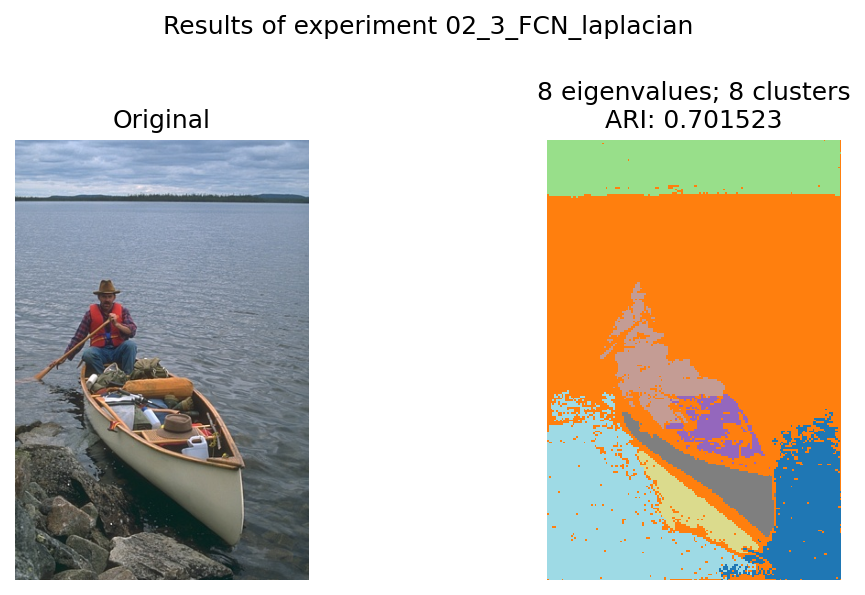 Results of experiment 02_3_FCN_laplacian
Original
8 eigenvalues; 8 clusters
ARI: 0.701523